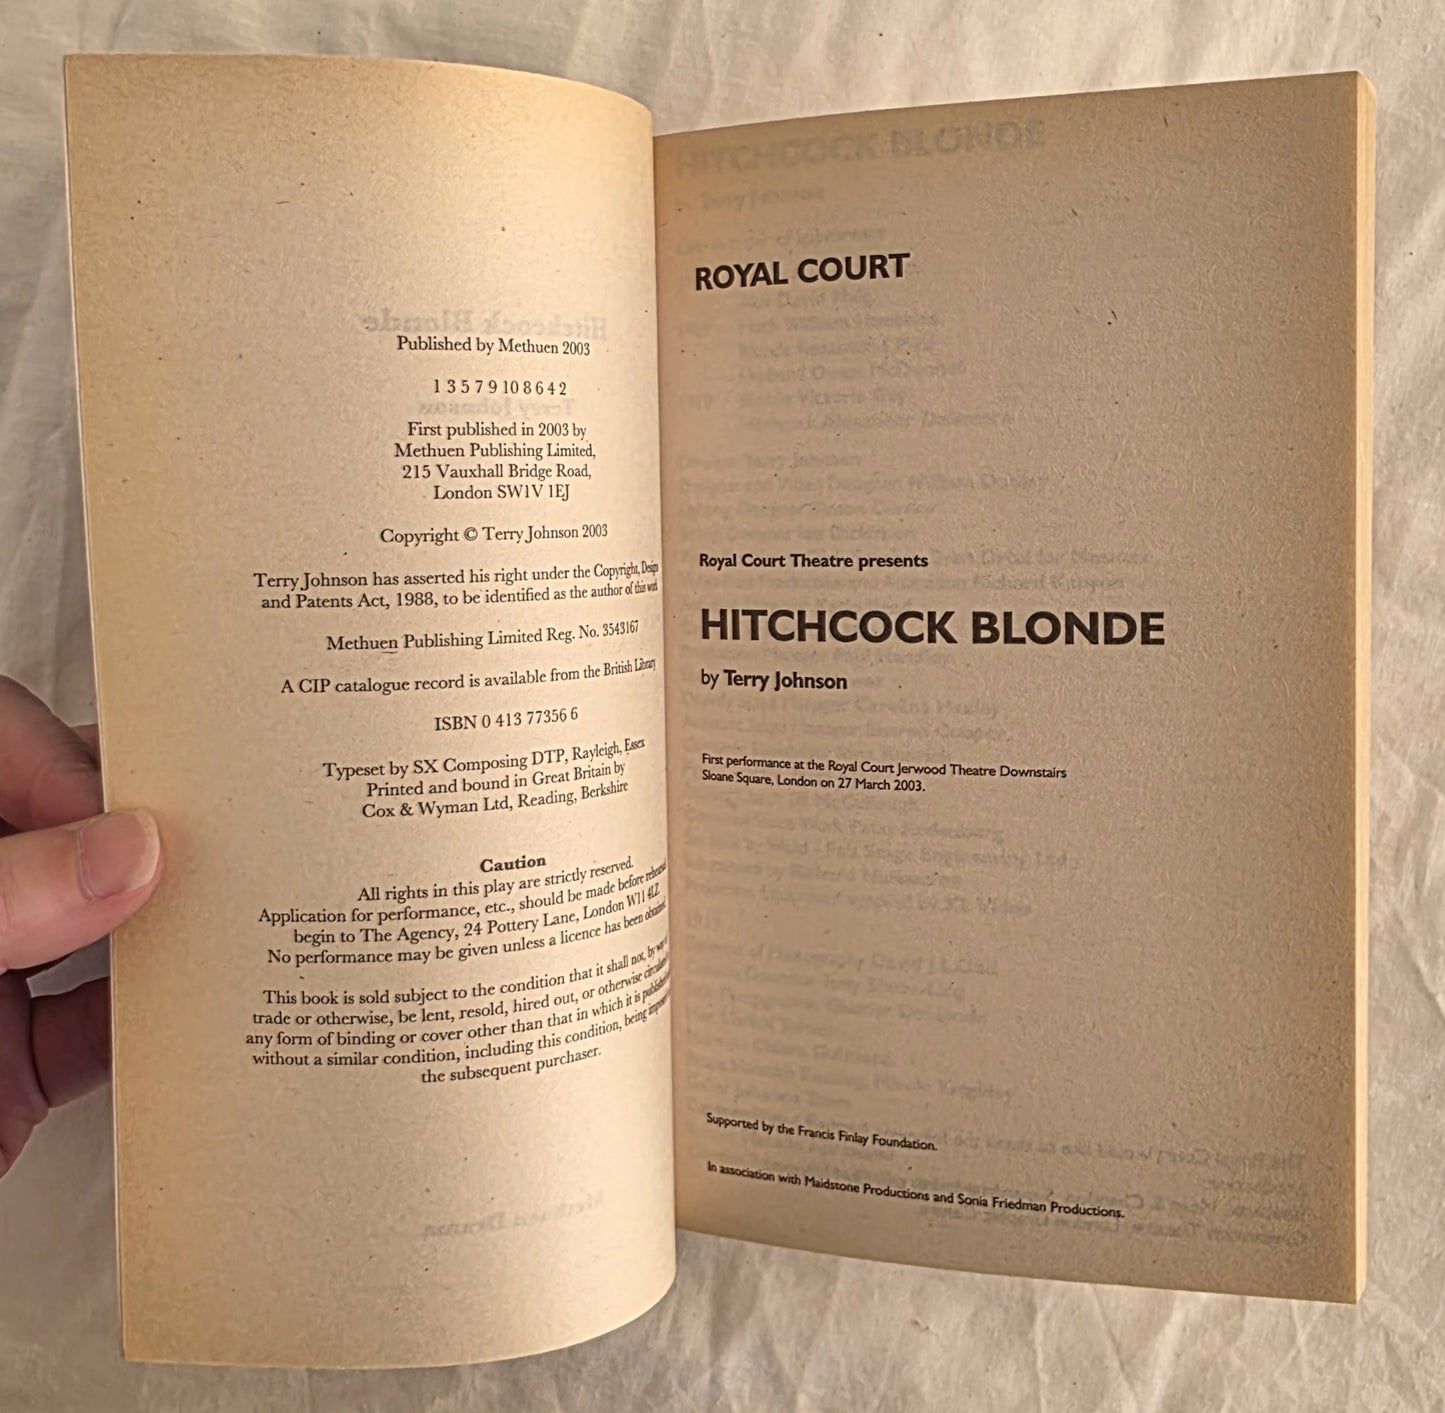 Published by Methuen 2003
1 3 5 7 9 10 8 6 4 2
First published in 2003 by
Methuen Publishing Limited,
215 Vauxhall Bridge Road,
London SW1V 1EJ
Copyright © Terry Johnson 2003
Terry Johnson has asserted his right under the Copyright, Designs
and Patents Act, 1988, to be identified as the author of this work
Methuen Publishing Limited Reg. No. 3543167
A CIP catalogue record is available from the British Library
ISBN 0 413 77356 6
Typeset by SX Composing DTP, Rayleigh, Essex
Printed and bound in Great Britain by
Cox & Wyman Ltd, Reading, Berkshire
Caution
All rights in this play are strictly reserved.
Application for performance, etc., should be made before rehearsals
begin to The Agency, 24 Pottery Lane, London W11 4LZ
No performance may be given unless a licence has been obtained.
This book is sold subject to the condition that it shall not, by way of
trade or otherwise, be lent, resold, hired out, or otherwise circulated in
any form of binding or cover other than that in which it is published
without a similar condition, including this condition, being imposed
the subsequent purchaser.
ROYAL COURT
Royal Court Theatre presents
HITCHCOCK BLONDE
by Terry Johnson
First performance at the Royal Court Jerwood Theatre Downstairs
Sloane Square, London on 27 March 2003.
Supported by the Francis Finlay Foundation.
In association with Maidstone Productions and Sonia Friedman Productions.